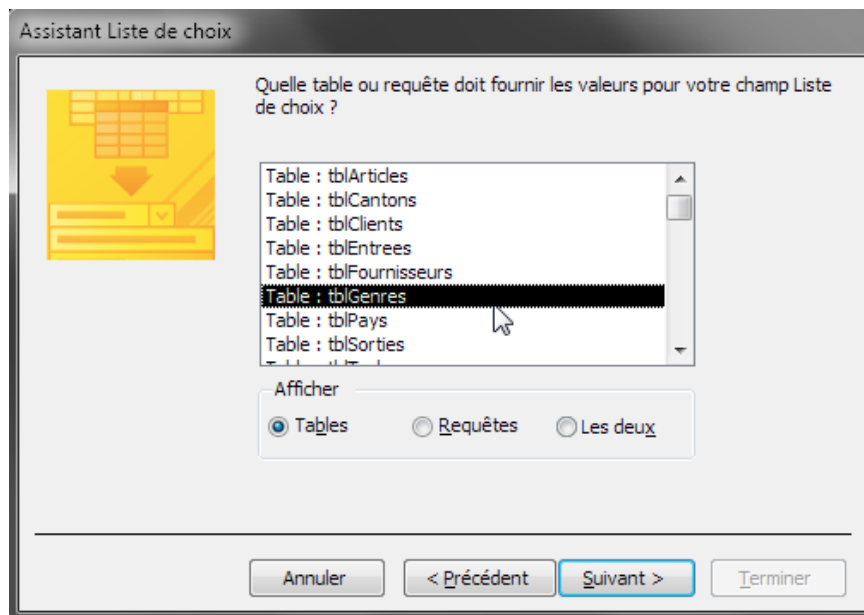 Assistant Liste de choix
Quelle table ou requête doit fournir les valeurs pour votre champ Liste
de choix ?
Table : tblArticles
Table : tblCantons
Table : tblClients
Table : tblEntrees
Table : tblFournisseurs
Table : tblGenres
Table : tblPays
Table : tblSorties
Afficher
Tables
Requêtes
Les deux
Annuler
< Précédent
Suivant >
Terminer